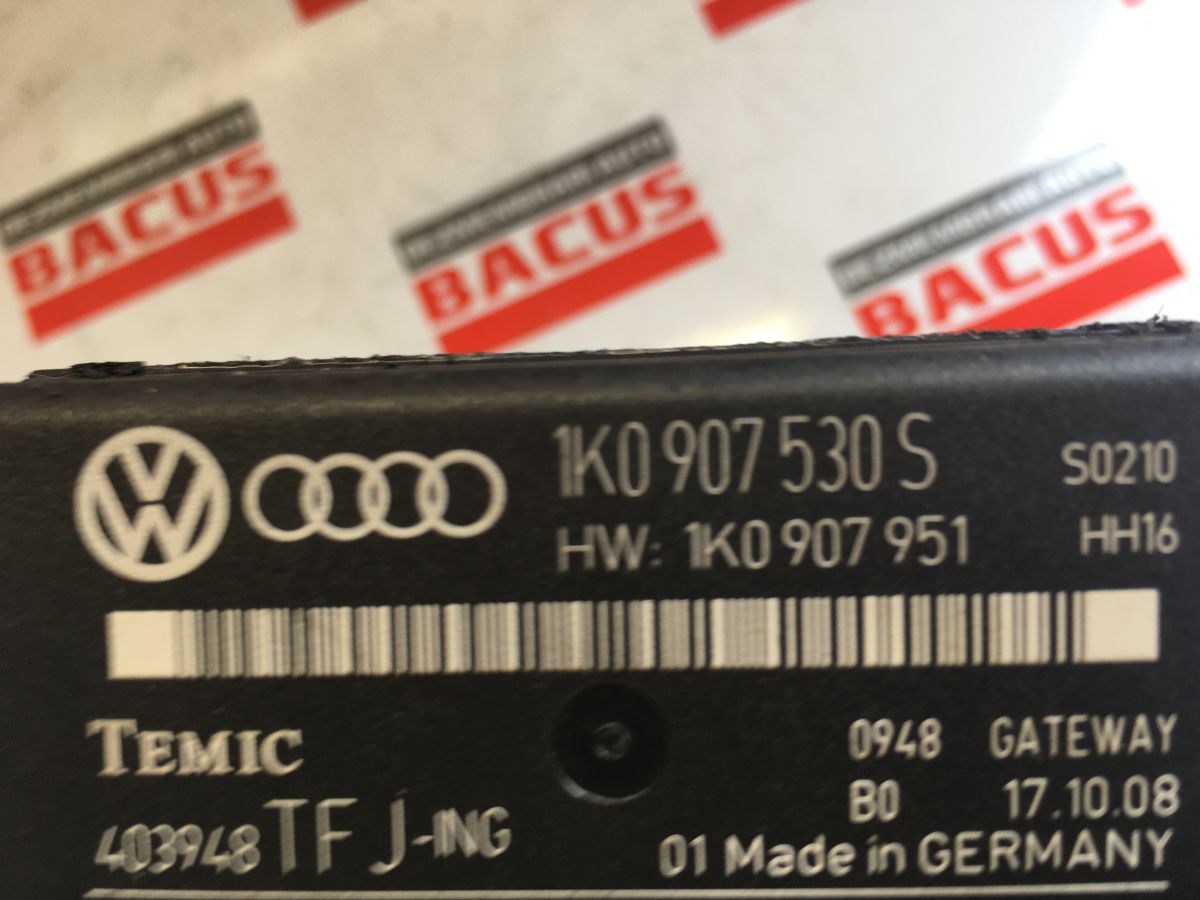 BACUS
BACUS
BACUS
1K0 907 530 S
S0210
HW: 1K0 907 951
HH16
TEMIC
0948 GATEWAY
B0 17.10.08
403948 TF J-ING
01 Made in GERMANY